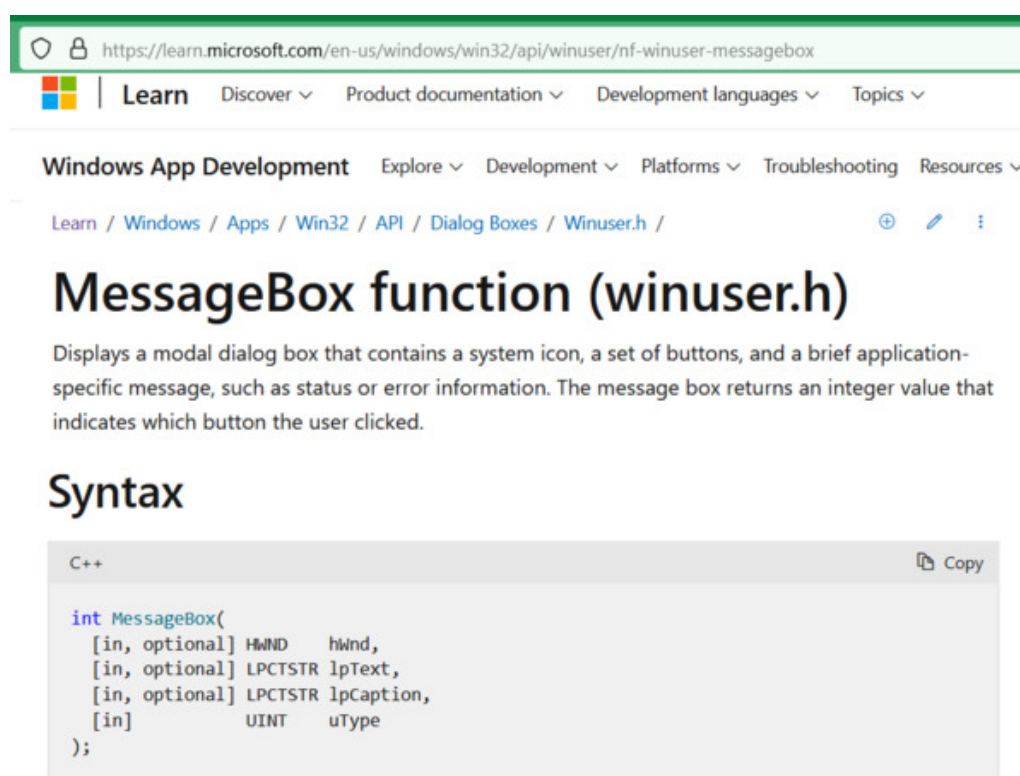 https://learn.microsoft.com/en-us/windows/win32/api/winuser/nf-winuser-messagebox
Learn Discover Product documentation Development languages Topics
Windows App Development Explore Development Platforms Troubleshooting Resources
Learn / Windows / Apps / Win32 / API / Dialog Boxes / Winuser.h /
MessageBox function (winuser.h)
Displays a modal dialog box that contains a system icon, a set of buttons, and a brief application-
specific message, such as status or error information. The message box returns an integer value that
indicates which button the user clicked.
Syntax
C++ Copy
int MessageBox(
  [in, optional] HWND    hWnd,
  [in, optional] LPCTSTR lpText,
  [in, optional] LPCTSTR lpCaption,
  [in]           UINT    uType
);